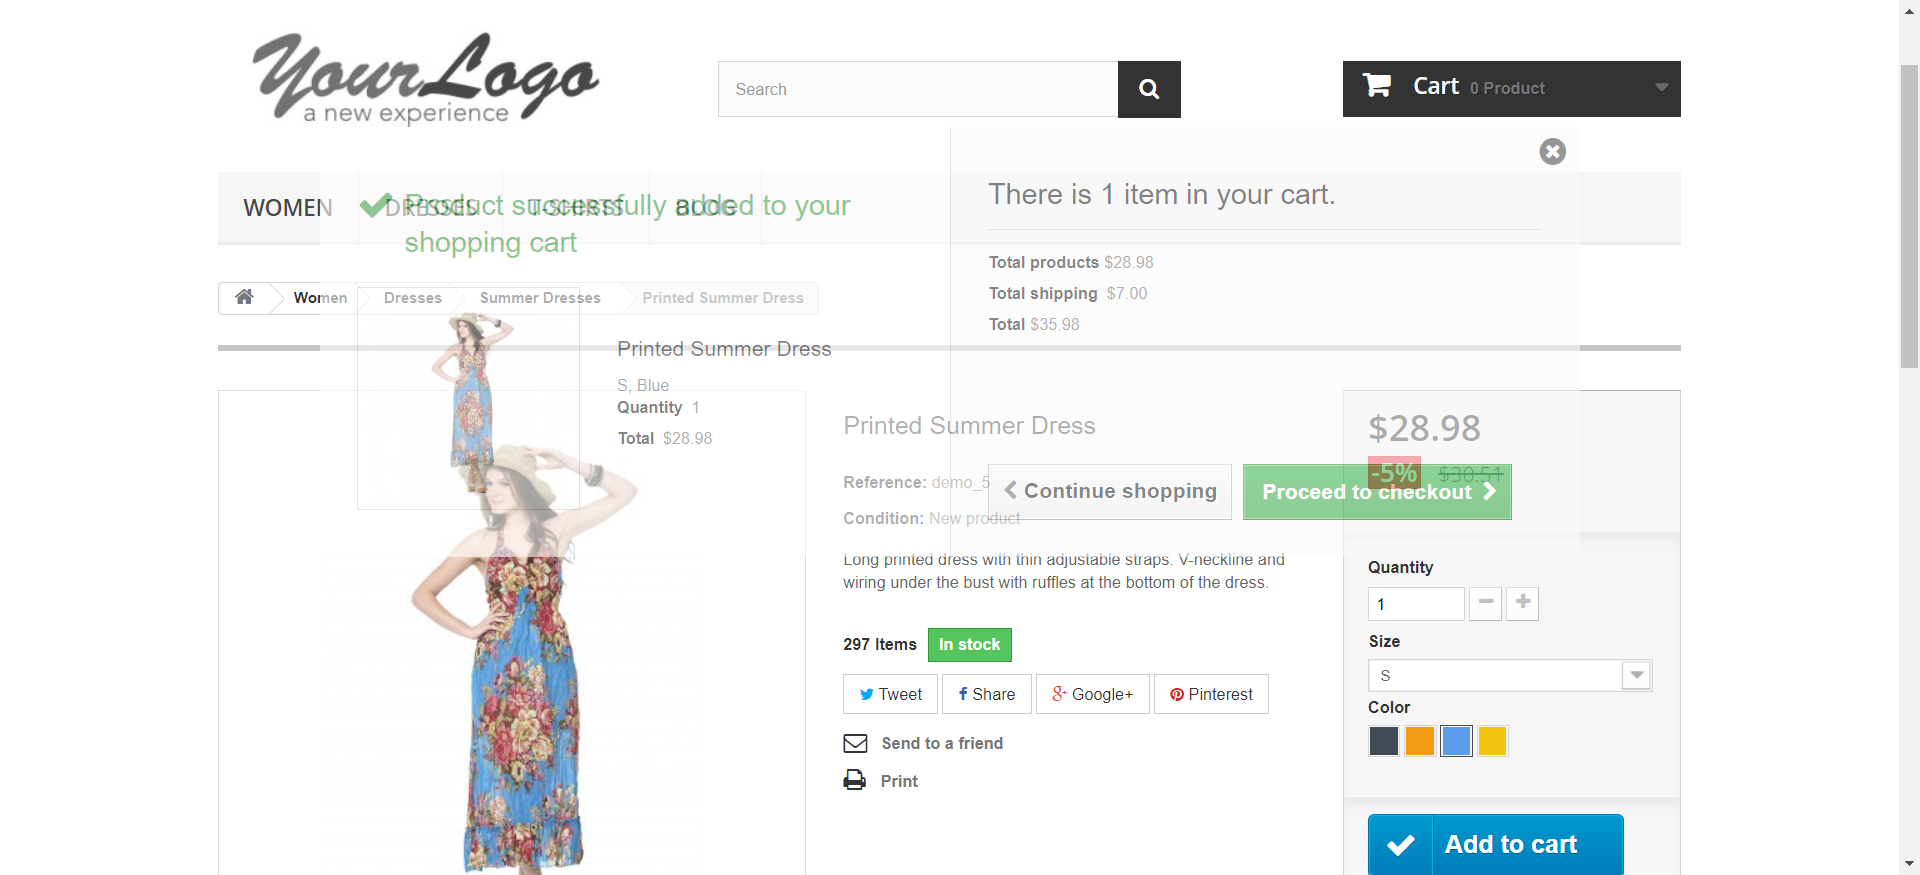 YourLogo
a new experience
Search
Cart 0 Product
WOMEN DRESSES T-SHIRTS BLOG
Product successfully added to your
shopping cart
There is 1 item in your cart.
Total products $28.98
Total shipping $7.00
Total $35.98
Women Dresses Summer Dresses Printed Summer Dress
Printed Summer Dress
S, Blue
Quantity 1
Total $28.98
Continue shopping
Proceed to checkout
Printed Summer Dress
Reference: demo_5
Condition: New product
Long printed dress with thin adjustable straps. V-neckline and
wiring under the bust with ruffles at the bottom of the dress.
297 Items In stock
Tweet Share Google+ Pinterest
Send to a friend
Print
$28.98
-5% $30.51
Quantity
1
Size
S
Color
Add to cart